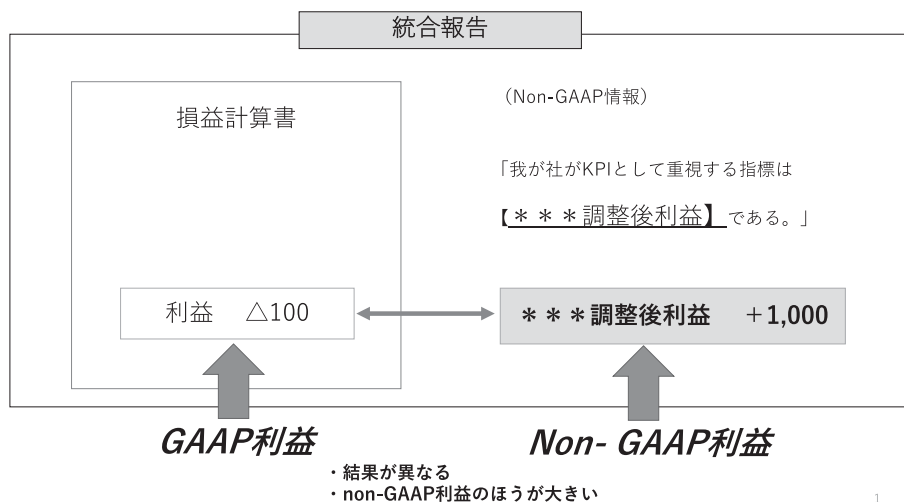 統合報告
損益計算書
利益　△100
（Non-GAAP情報）
「我が社がKPIとして重視する指標は
【＊＊＊調整後利益】である。」
＊＊＊調整後利益　+1,000
GAAP利益
Non- GAAP利益
・結果が異なる
・non-GAAP利益のほうが大きい
1